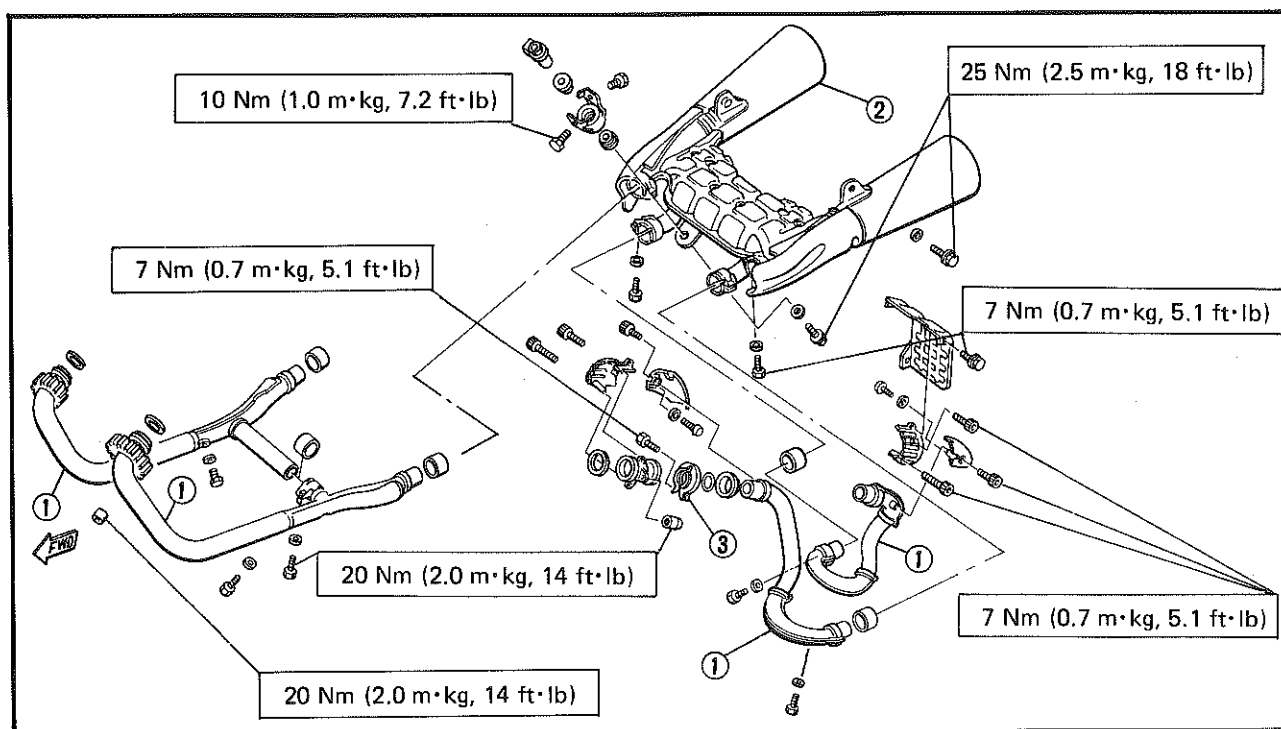 25 Nm (2.5 m·kg, 18 ft·lb)
10 Nm (1.0 m·kg, 7.2 ft·lb)
2
7 Nm (0.7 m·kg, 5.1 ft·lb)
7 Nm (0.7 m·kg, 5.1 ft·lb)
1
1
FWD
3
1
20 Nm (2.0 m·kg, 14 ft·lb)
7 Nm (0.7 m·kg, 5.1 ft·lb)
1
20 Nm (2.0 m·kg, 14 ft·lb)